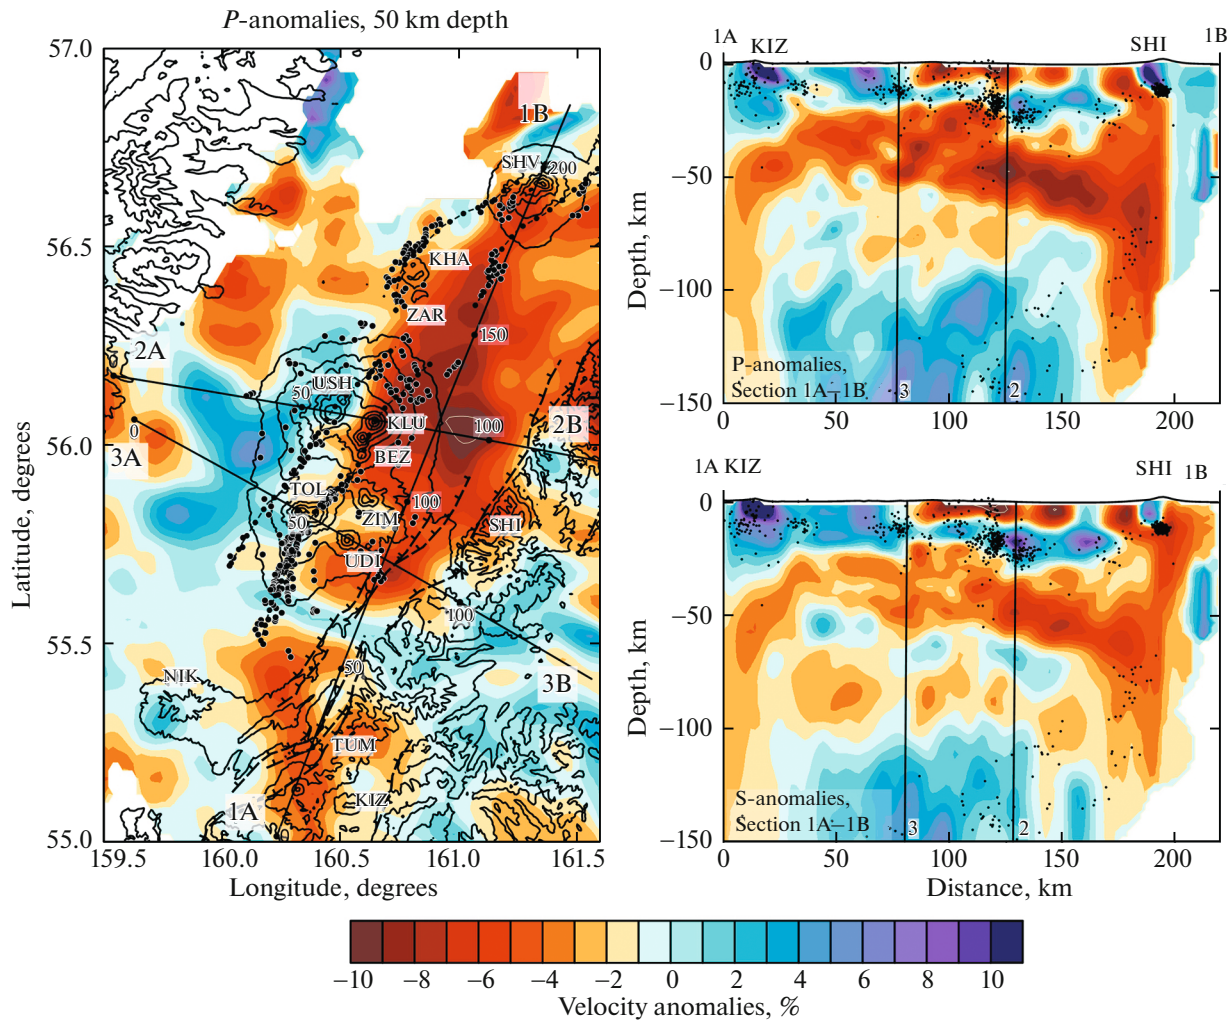 P-anomalies, 50 km depth
57.0
56.5
56.0
55.5
55.0
Latitude, degrees
159.5
160.0
160.5
161.0
161.5
Longitude, degrees
1B
SHV
200
KHA
ZAR
150
2A
50
USH
KLU
100
2B
0
3A
BEZ
TOL
50
ZIM
100
SHI
UDI
100
50
3B
NIK
TUM
1A
KIZ
0
1A
KIZ
SHI
1B
0
−50
−100
−150
Depth, km
P-anomalies,
Section 1A–1B
3
2
0
50
100
150
200
1A KIZ
SHI 1B
0
−50
−100
−150
Depth, km
S-anomalies,
Section 1A–1B
3
2
0
50
100
150
200
Distance, km
−10
−8
−6
−4
−2
0
2
4
6
8
10
Velocity anomalies, %